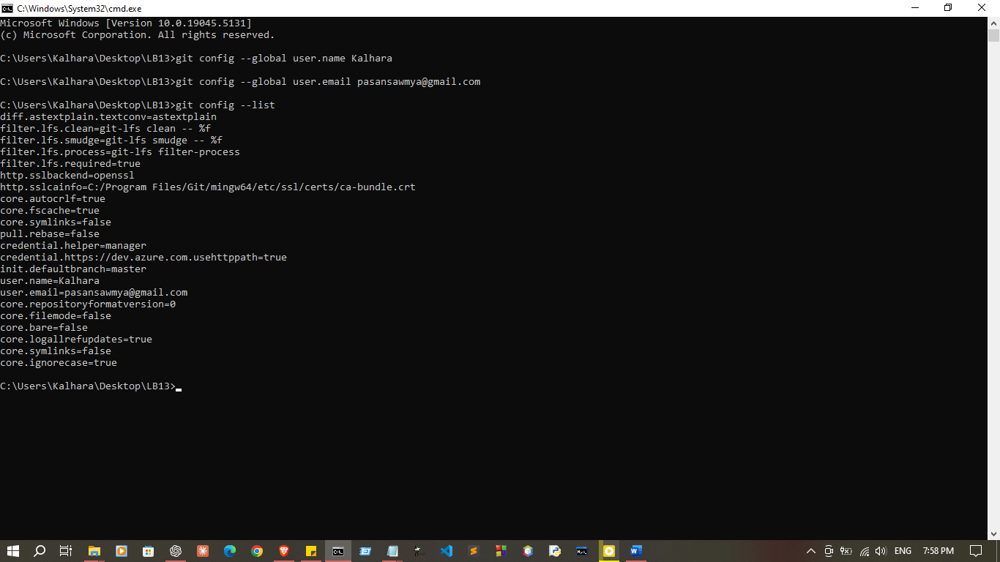 C:\Windows\System32\cmd.exe
Microsoft Windows [Version 10.0.19045.5131]
(c) Microsoft Corporation. All rights reserved.
C:\Users\Kalhara\Desktop\LB13>git config --global user.name Kalhara
C:\Users\Kalhara\Desktop\LB13>git config --global user.email pasansawmya@gmail.com
C:\Users\Kalhara\Desktop\LB13>git config --list
diff.astextplain.textconv=astextplain
filter.lfs.clean=git-lfs clean -- %f
filter.lfs.smudge=git-lfs smudge -- %f
filter.lfs.process=git-lfs filter-process
filter.lfs.required=true
http.sslbackend=openssl
http.sslcainfo=C:/Program Files/Git/mingw64/etc/ssl/certs/ca-bundle.crt
core.autocrlf=true
core.fscache=true
core.symlinks=false
pull.rebase=false
credential.helper=manager
credential.https://dev.azure.com.usehttppath=true
init.defaultbranch=master
user.name=Kalhara
user.email=pasansawmya@gmail.com
core.repositoryformatversion=0
core.filemode=false
core.bare=false
core.logallrefupdates=true
core.symlinks=false
core.ignorecase=true
C:\Users\Kalhara\Desktop\LB13>
ENG 7:58 PM